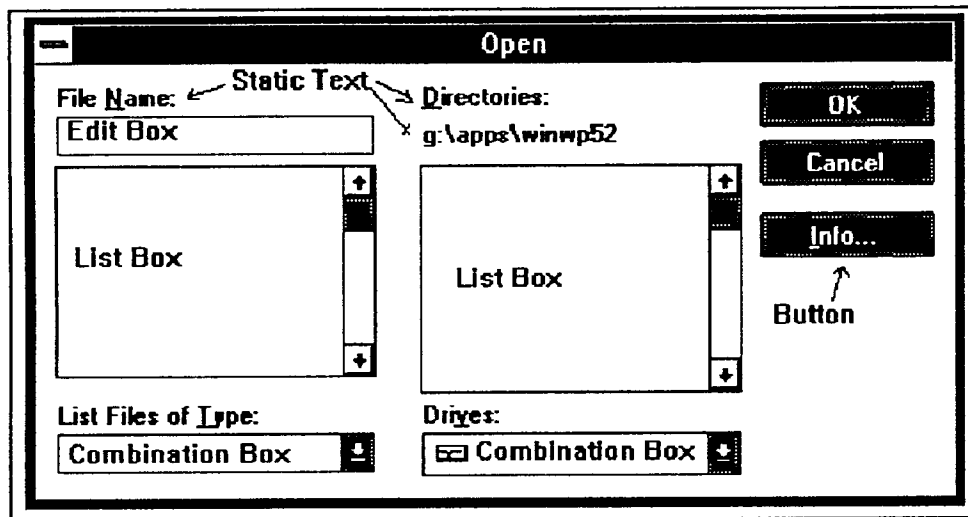 Open
Static Text
File Name:
Directories:
OK
Edit Box
g:\apps\winwp52
Cancel
List Box
List Box
Info...
Button
List Files of Type:
Drives:
Combination Box
Combination Box